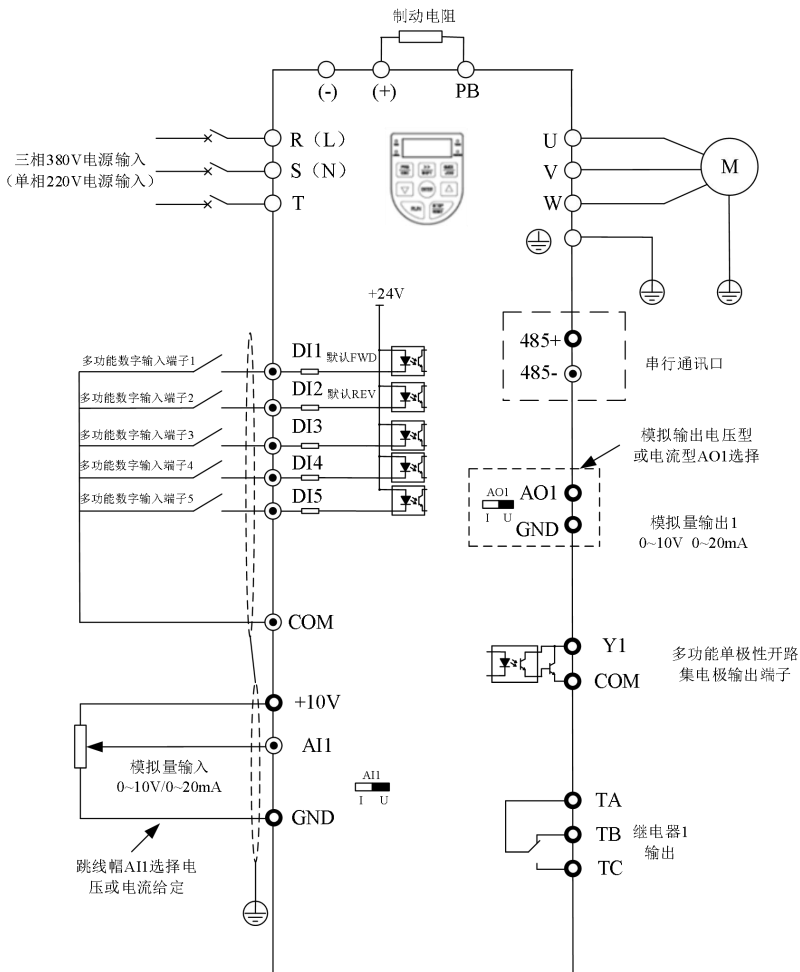 制动电阻
(-)
(+)
PB
R（L）
S（N）
T
三相380V电源输入
（单相220V电源输入）
U
V
W
M
+24V
多功能数字输入端子1
DI1 默认FWD
多功能数字输入端子2
DI2 默认REV
多功能数字输入端子3
DI3
多功能数字输入端子4
DI4
多功能数字输入端子5
DI5
COM
485+
485-
串行通讯口
模拟输出电压型
或电流型AO1选择
AO1
I U
AO1
GND
模拟量输出1
0~10V 0~20mA
Y1
COM
多功能单极性开路
集电极输出端子
+10V
AI1
模拟量输入
0~10V/0~20mA
GND
AI1
I U
跳线帽AI1选择电
压或电流给定
TA
TB
TC
继电器1
输出